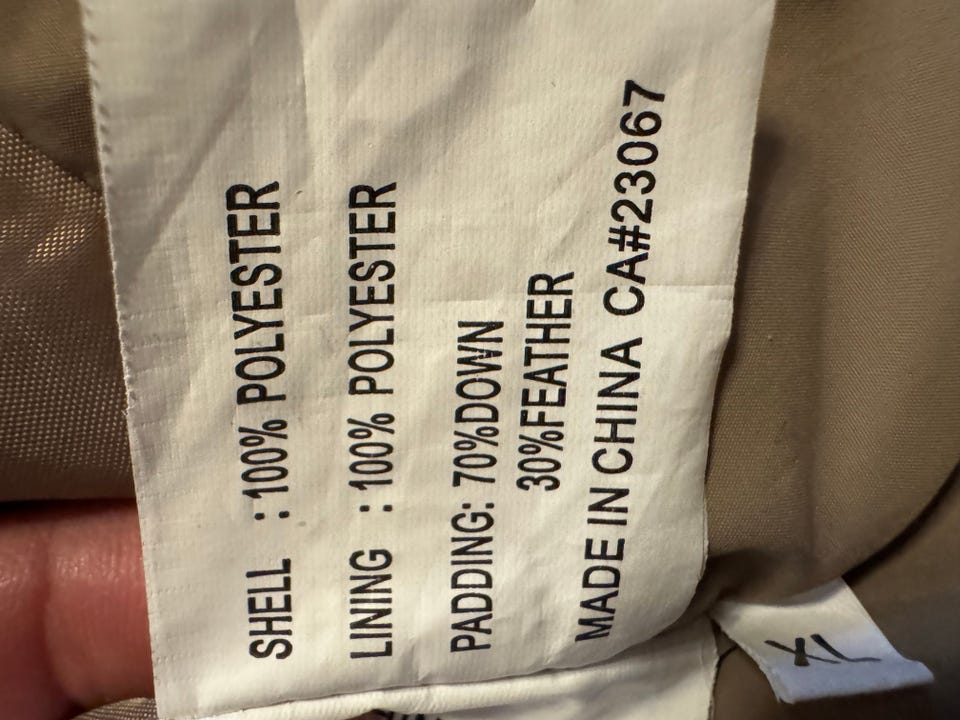 SHELL :100% POLYESTER
LINING : 100% POLYESTER
PADDING: 70%DOWN
30%FEATHER
MADE IN CHINA CA#23067
XL